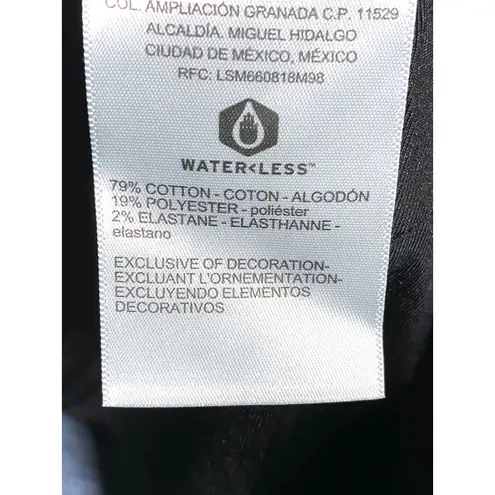 COL. AMPLIACIÓN GRANADA C.P. 11529
ALCALDÍA. MIGUEL HIDALGO
CIUDAD DE MÉXICO, MÉXICO
RFC: LSM660818M98
WATER<LESS™
79% COTTON - COTON - ALGODÓN
19% POLYESTER - poliéster
2% ELASTANE - ELASTHANNE -
elastano
EXCLUSIVE OF DECORATION-
EXCLUANT L'ORNEMENTATION-
EXCLUYENDO ELEMENTOS
DECORATIVOS